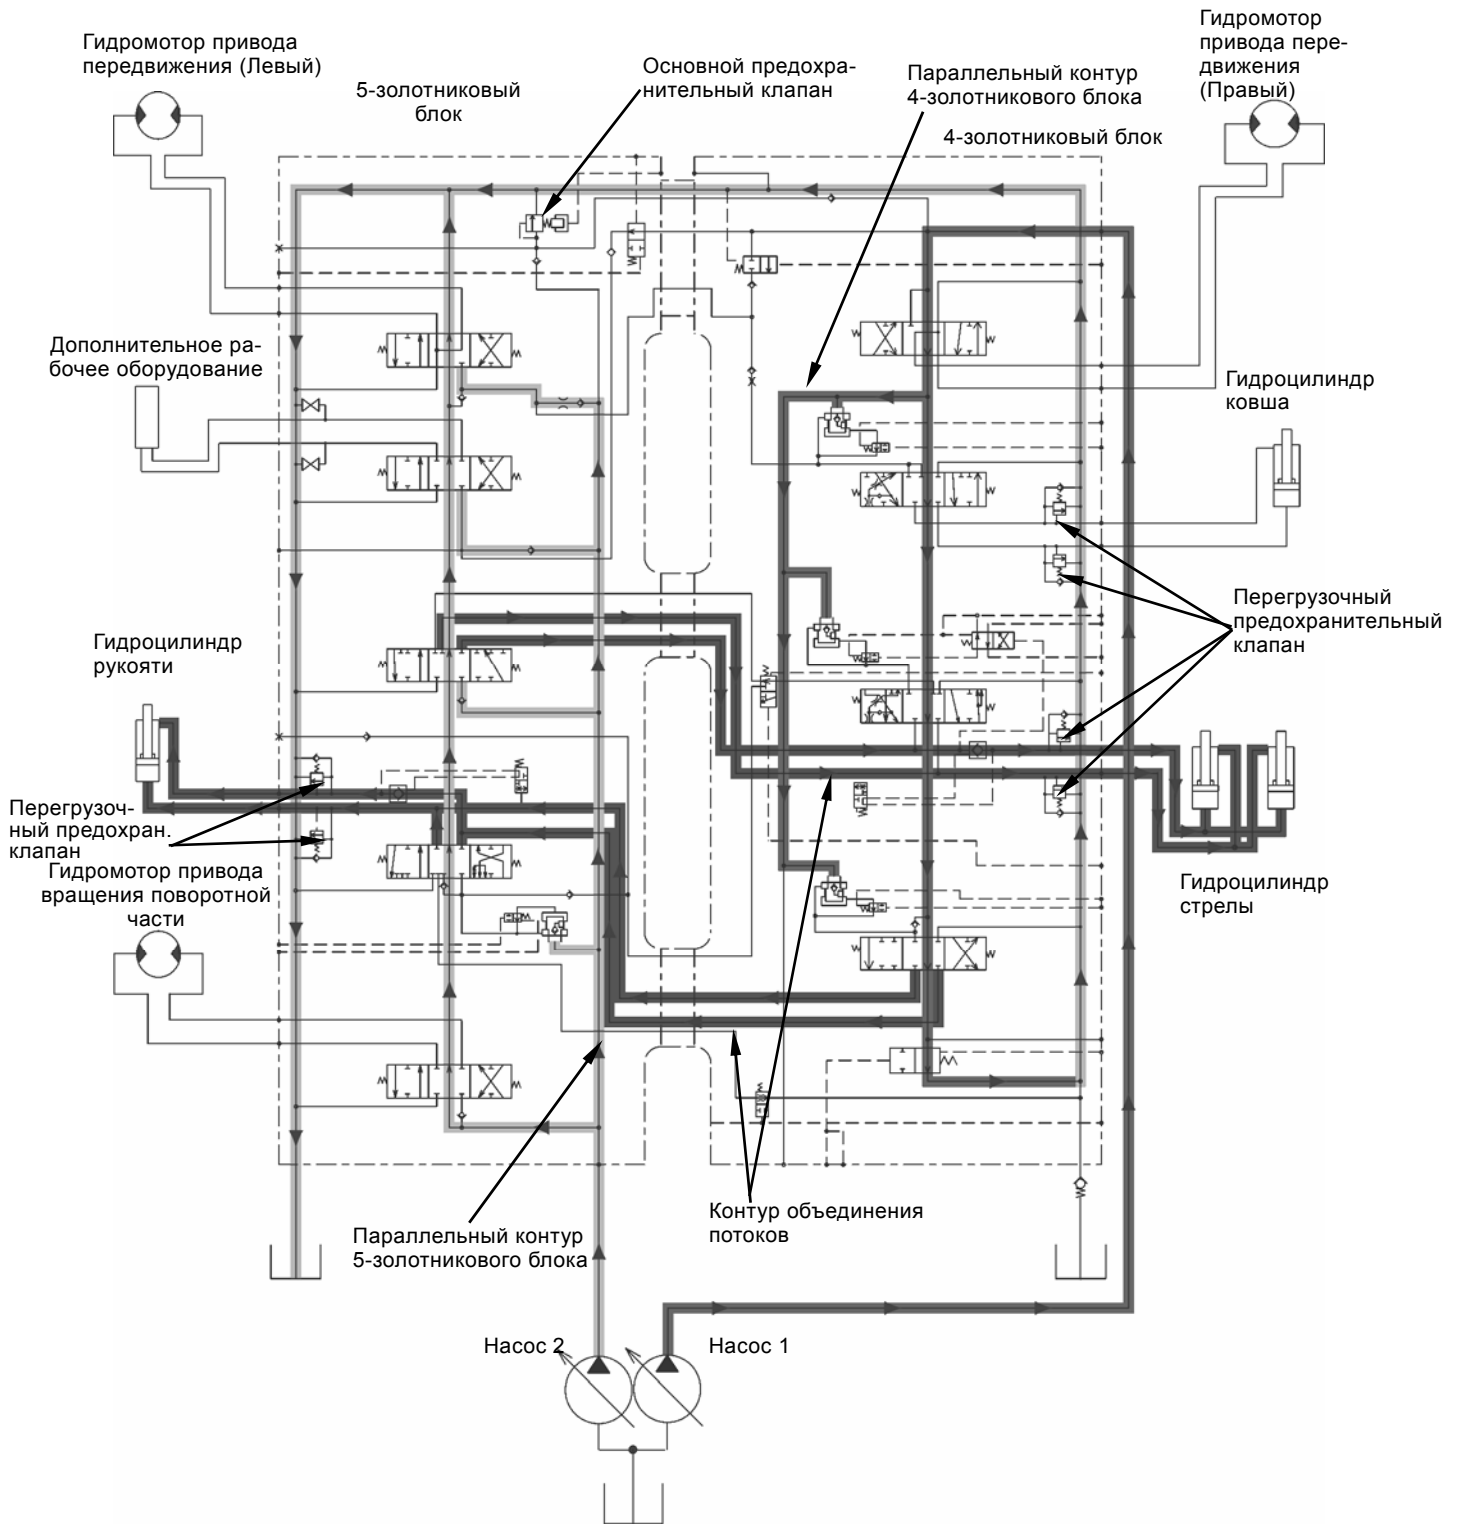 Гидромотор привода
передвижения (Левый)
5-золотниковый
блок
Основной предохра-
нительный клапан
Параллельный контур
4-золотникового блока
4-золотниковый блок
Гидромотор
привода пере-
движения
(Правый)
Дополнительное ра-
бочее оборудование
Гидроцилиндр
ковша
Перегрузочный
предохранительный
клапан
Гидроцилиндр
рукояти
Перегрузоч-
ный предохран.
клапан
Гидромотор привода
вращения поворотной
части
Гидроцилиндр
стрелы
Параллельный контур
5-золотникового блока
Контур объединения
потоков
Насос 2
Насос 1